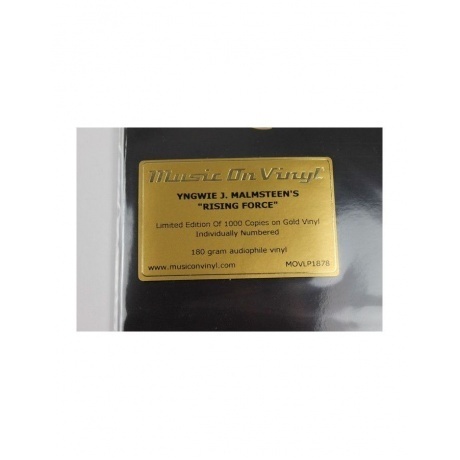 Music On Vinyl
YNGWIE J. MALMSTEEN'S
"RISING FORCE"
Limited Edition Of 1000 Copies on Gold Vinyl
Individually Numbered
180 gram audiophile vinyl
www.musiconvinyl.com MOVLP1878